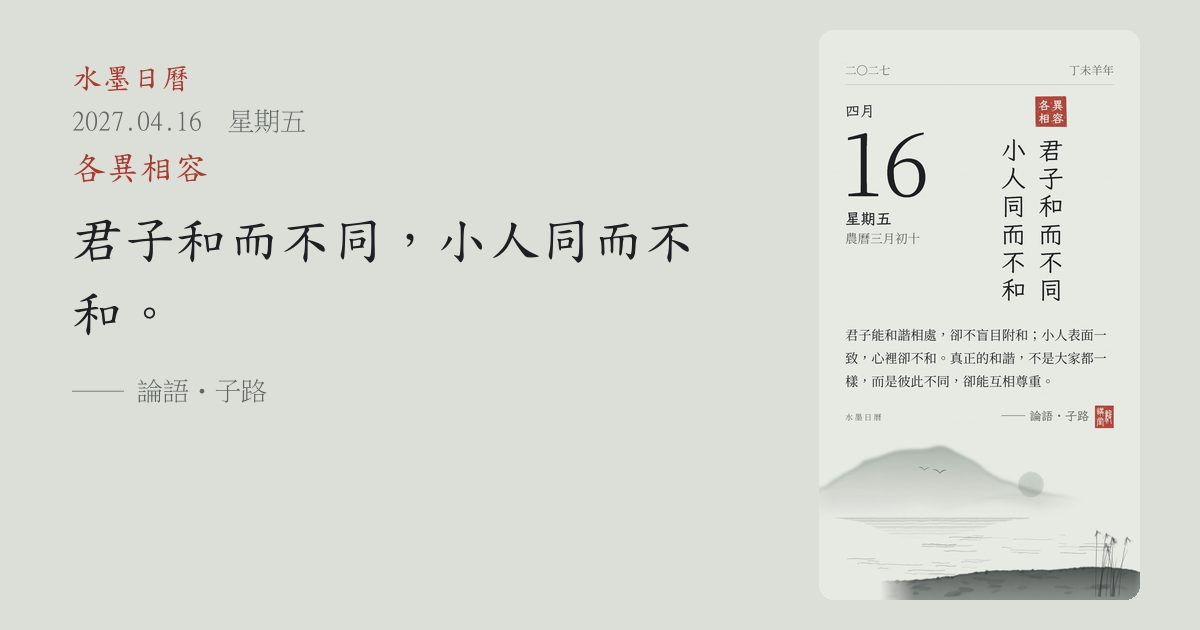 水墨日曆
2027.04.16 星期五
各異相容
君子和而不同，小人同而不
和。
—— 論語・子路
二〇二七
丁未羊年
四月
16
星期五
農曆三月初十
各異
相容
君子和而不同
小人同而不和
君子能和諧相處，卻不盲目附和；小人表面一
致，心裡卻不和。真正的和諧，不是大家都一
樣，而是彼此不同，卻能互相尊重。
水墨日曆
—— 論語・子路